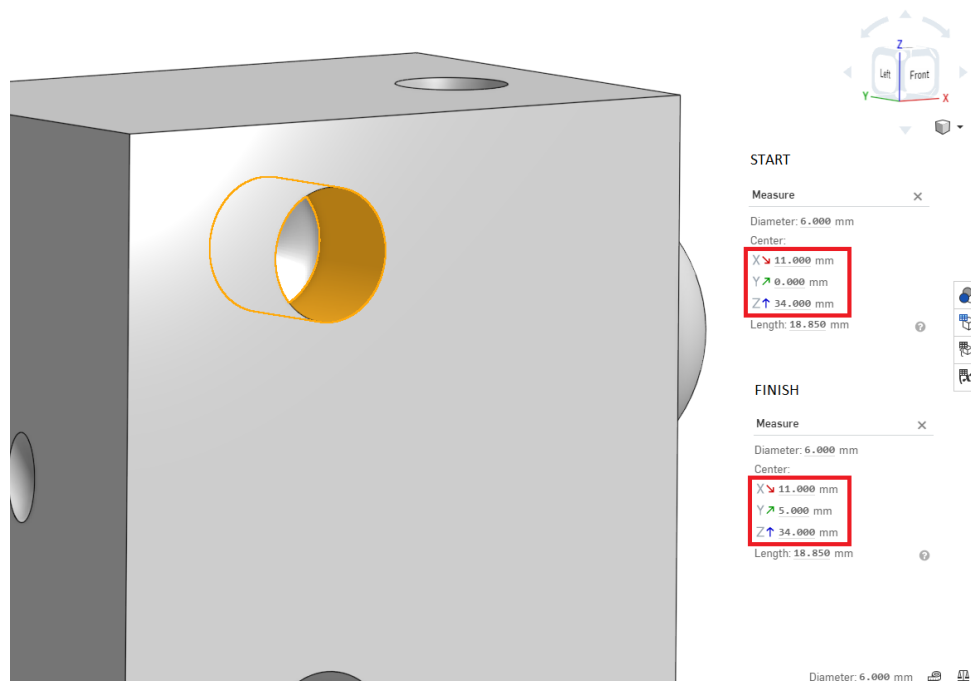 Z
Left
Front
Y
X
START
Measure
Diameter: 6.000 mm
Center:
X 11.000 mm
Y 0.000 mm
Z 34.000 mm
Length: 18.850 mm
FINISH
Measure
Diameter: 6.000 mm
Center:
X 11.000 mm
Y 5.000 mm
Z 34.000 mm
Length: 18.850 mm
Diameter: 6.000 mm